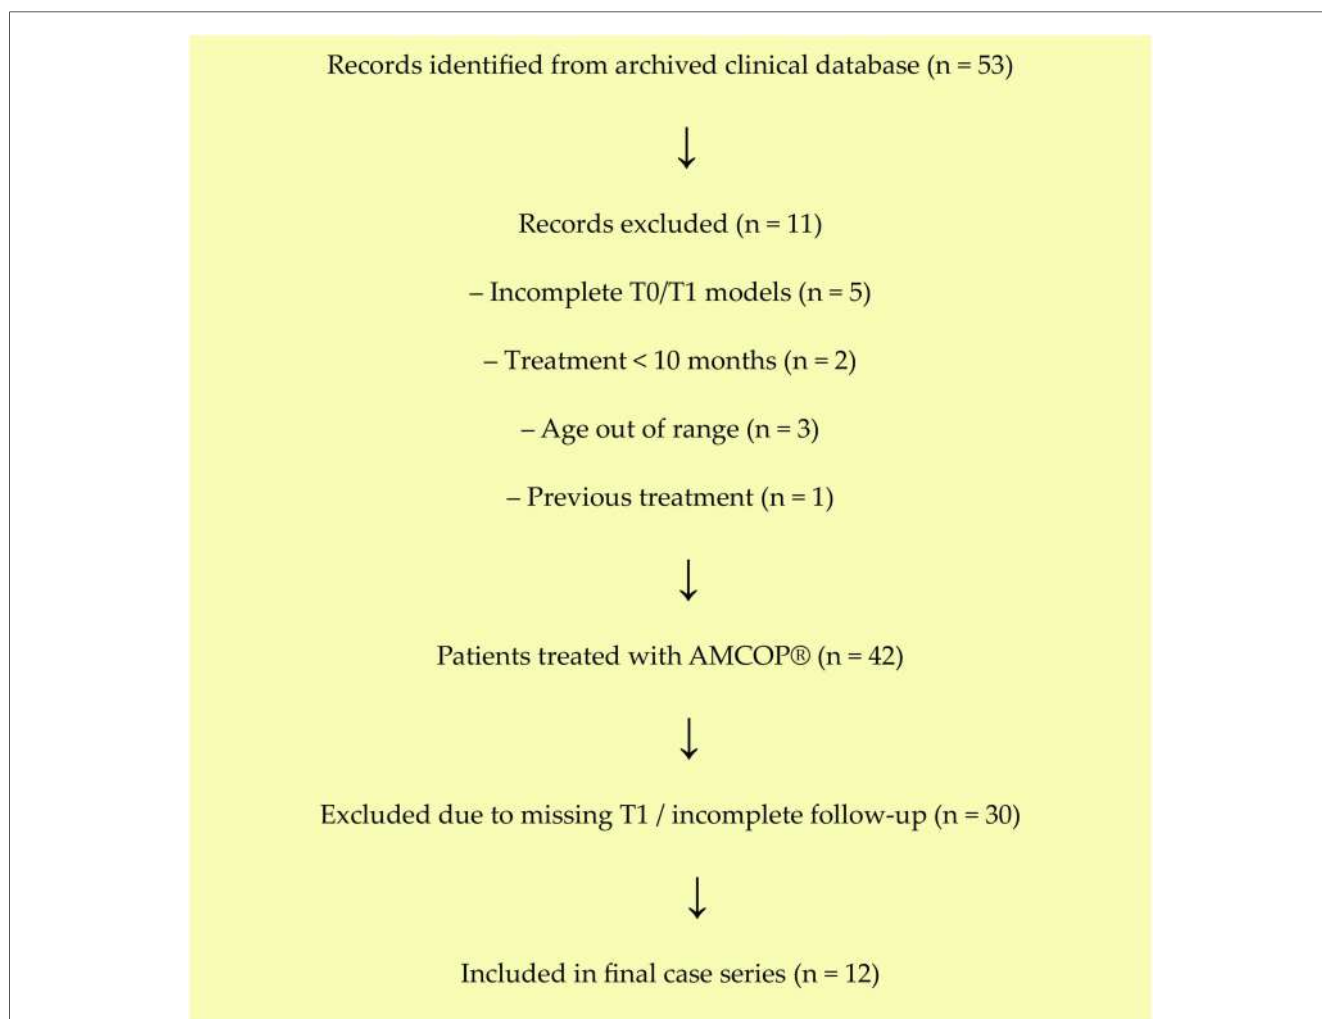 Records identified from archived clinical database (n = 53)
↓
Records excluded (n = 11)
– Incomplete T0/T1 models (n = 5)
– Treatment < 10 months (n = 2)
– Age out of range (n = 3)
– Previous treatment (n = 1)
↓
Patients treated with AMCOP® (n = 42)
↓
Excluded due to missing T1 / incomplete follow-up (n = 30)
↓
Included in final case series (n = 12)